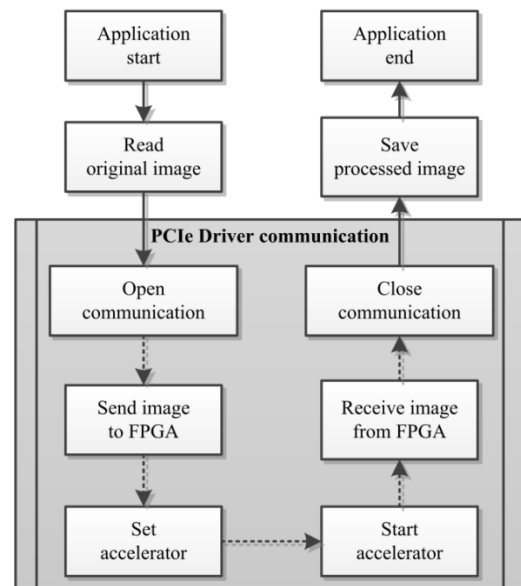 Application
start
Read
original image
PCIe Driver communication
Open
communication
Send image
to FPGA
Set
accelerator
Start
accelerator
Receive image
from FPGA
Close
communication
Save
processed image
Application
end